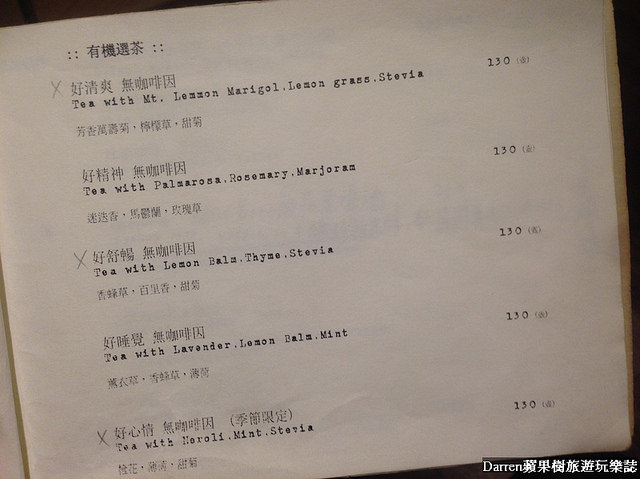 :: 有機選茶 ::
好清爽 無咖啡因 130 (壺)
Tea with Mt. Lemmon Marigol.Lemon grass.Stevia
芳香萬壽菊，檸檬草，甜菊
好精神 無咖啡因 130 (壺)
Tea with Palmarosa.Rosemary.Marjoram
迷迭香，馬鬱蘭，玫瑰草
好舒暢 無咖啡因 130 (壺)
Tea with Lemon Balm.Thyme.Stevia
香蜂草，百里香，甜菊
好睡覺 無咖啡因 130 (壺)
Tea with Lavender.Lemon Balm.Mint
薰衣草，香蜂草，薄荷
好心情 無咖啡因 (季節限定) 130 (壺)
Tea with Neroli.Mint.Stevia
橙花，薄荷，甜菊
Darren蘋果樹旅遊玩樂誌